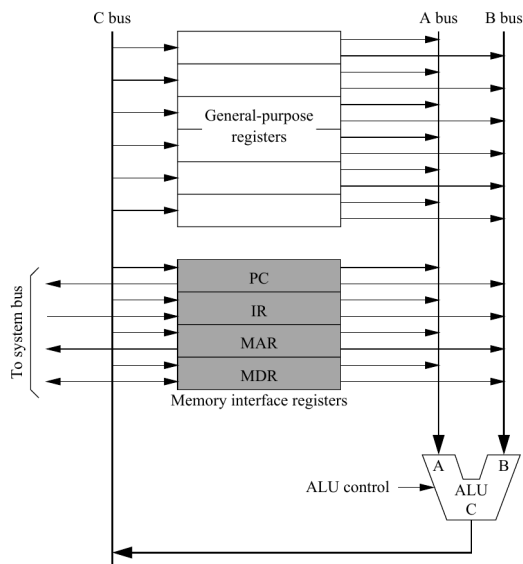 C bus
A bus
B bus
General-purpose
registers
PC
IR
MAR
MDR
To system bus
Memory interface registers
A
B
ALU
C
ALU control